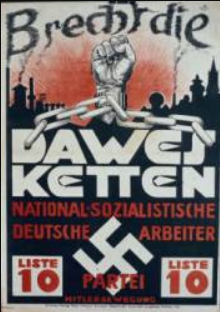 Brecht die
DAWES
KETTEN
NATIONAL-SOZIALISTISCHE
DEUTSCHE ARBEITER
LISTE
10
PARTEI
LISTE
10
HITLERBEWEGUNG